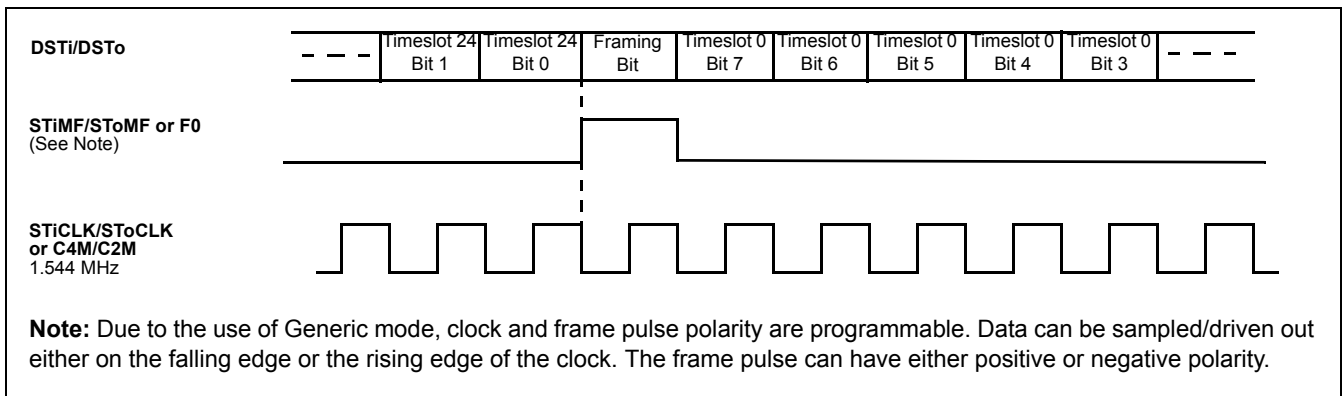 DSTi/DSTo
Timeslot 24 Timeslot 24 Framing Timeslot 0 Timeslot 0 Timeslot 0 Timeslot 0 Timeslot 0
Bit 1 Bit 0 Bit Bit 7 Bit 6 Bit 5 Bit 4 Bit 3
STiMF/SToMF or F0
(See Note)
STiCLK/SToCLK
or C4M/C2M
1.544 MHz
Note: Due to the use of Generic mode, clock and frame pulse polarity are programmable. Data can be sampled/driven out
either on the falling edge or the rising edge of the clock. The frame pulse can have either positive or negative polarity.